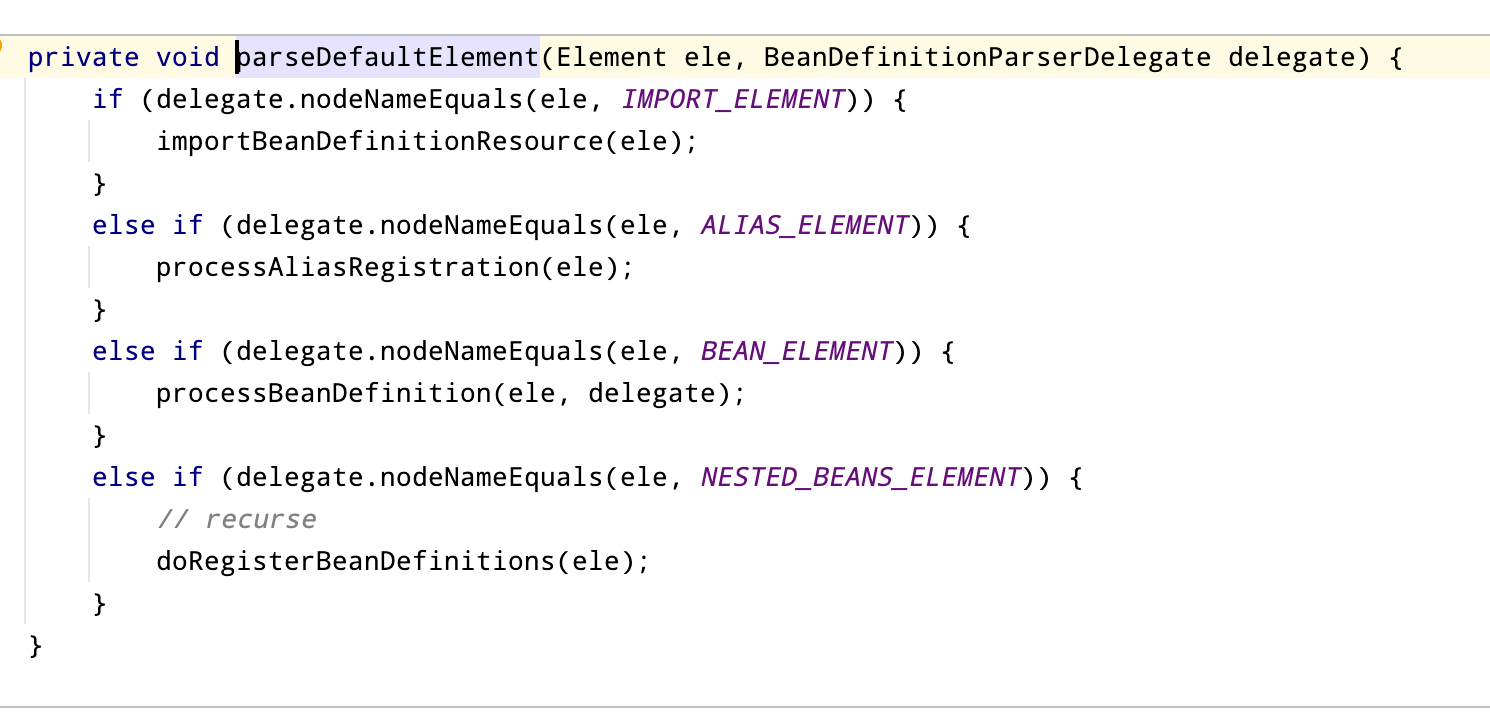 private void parseDefaultElement(Element ele, BeanDefinitionParserDelegate delegate) {
    if (delegate.nodeNameEquals(ele, IMPORT_ELEMENT)) {
        importBeanDefinitionResource(ele);
    }
    else if (delegate.nodeNameEquals(ele, ALIAS_ELEMENT)) {
        processAliasRegistration(ele);
    }
    else if (delegate.nodeNameEquals(ele, BEAN_ELEMENT)) {
        processBeanDefinition(ele, delegate);
    }
    else if (delegate.nodeNameEquals(ele, NESTED_BEANS_ELEMENT)) {
        // recurse
        doRegisterBeanDefinitions(ele);
    }
}